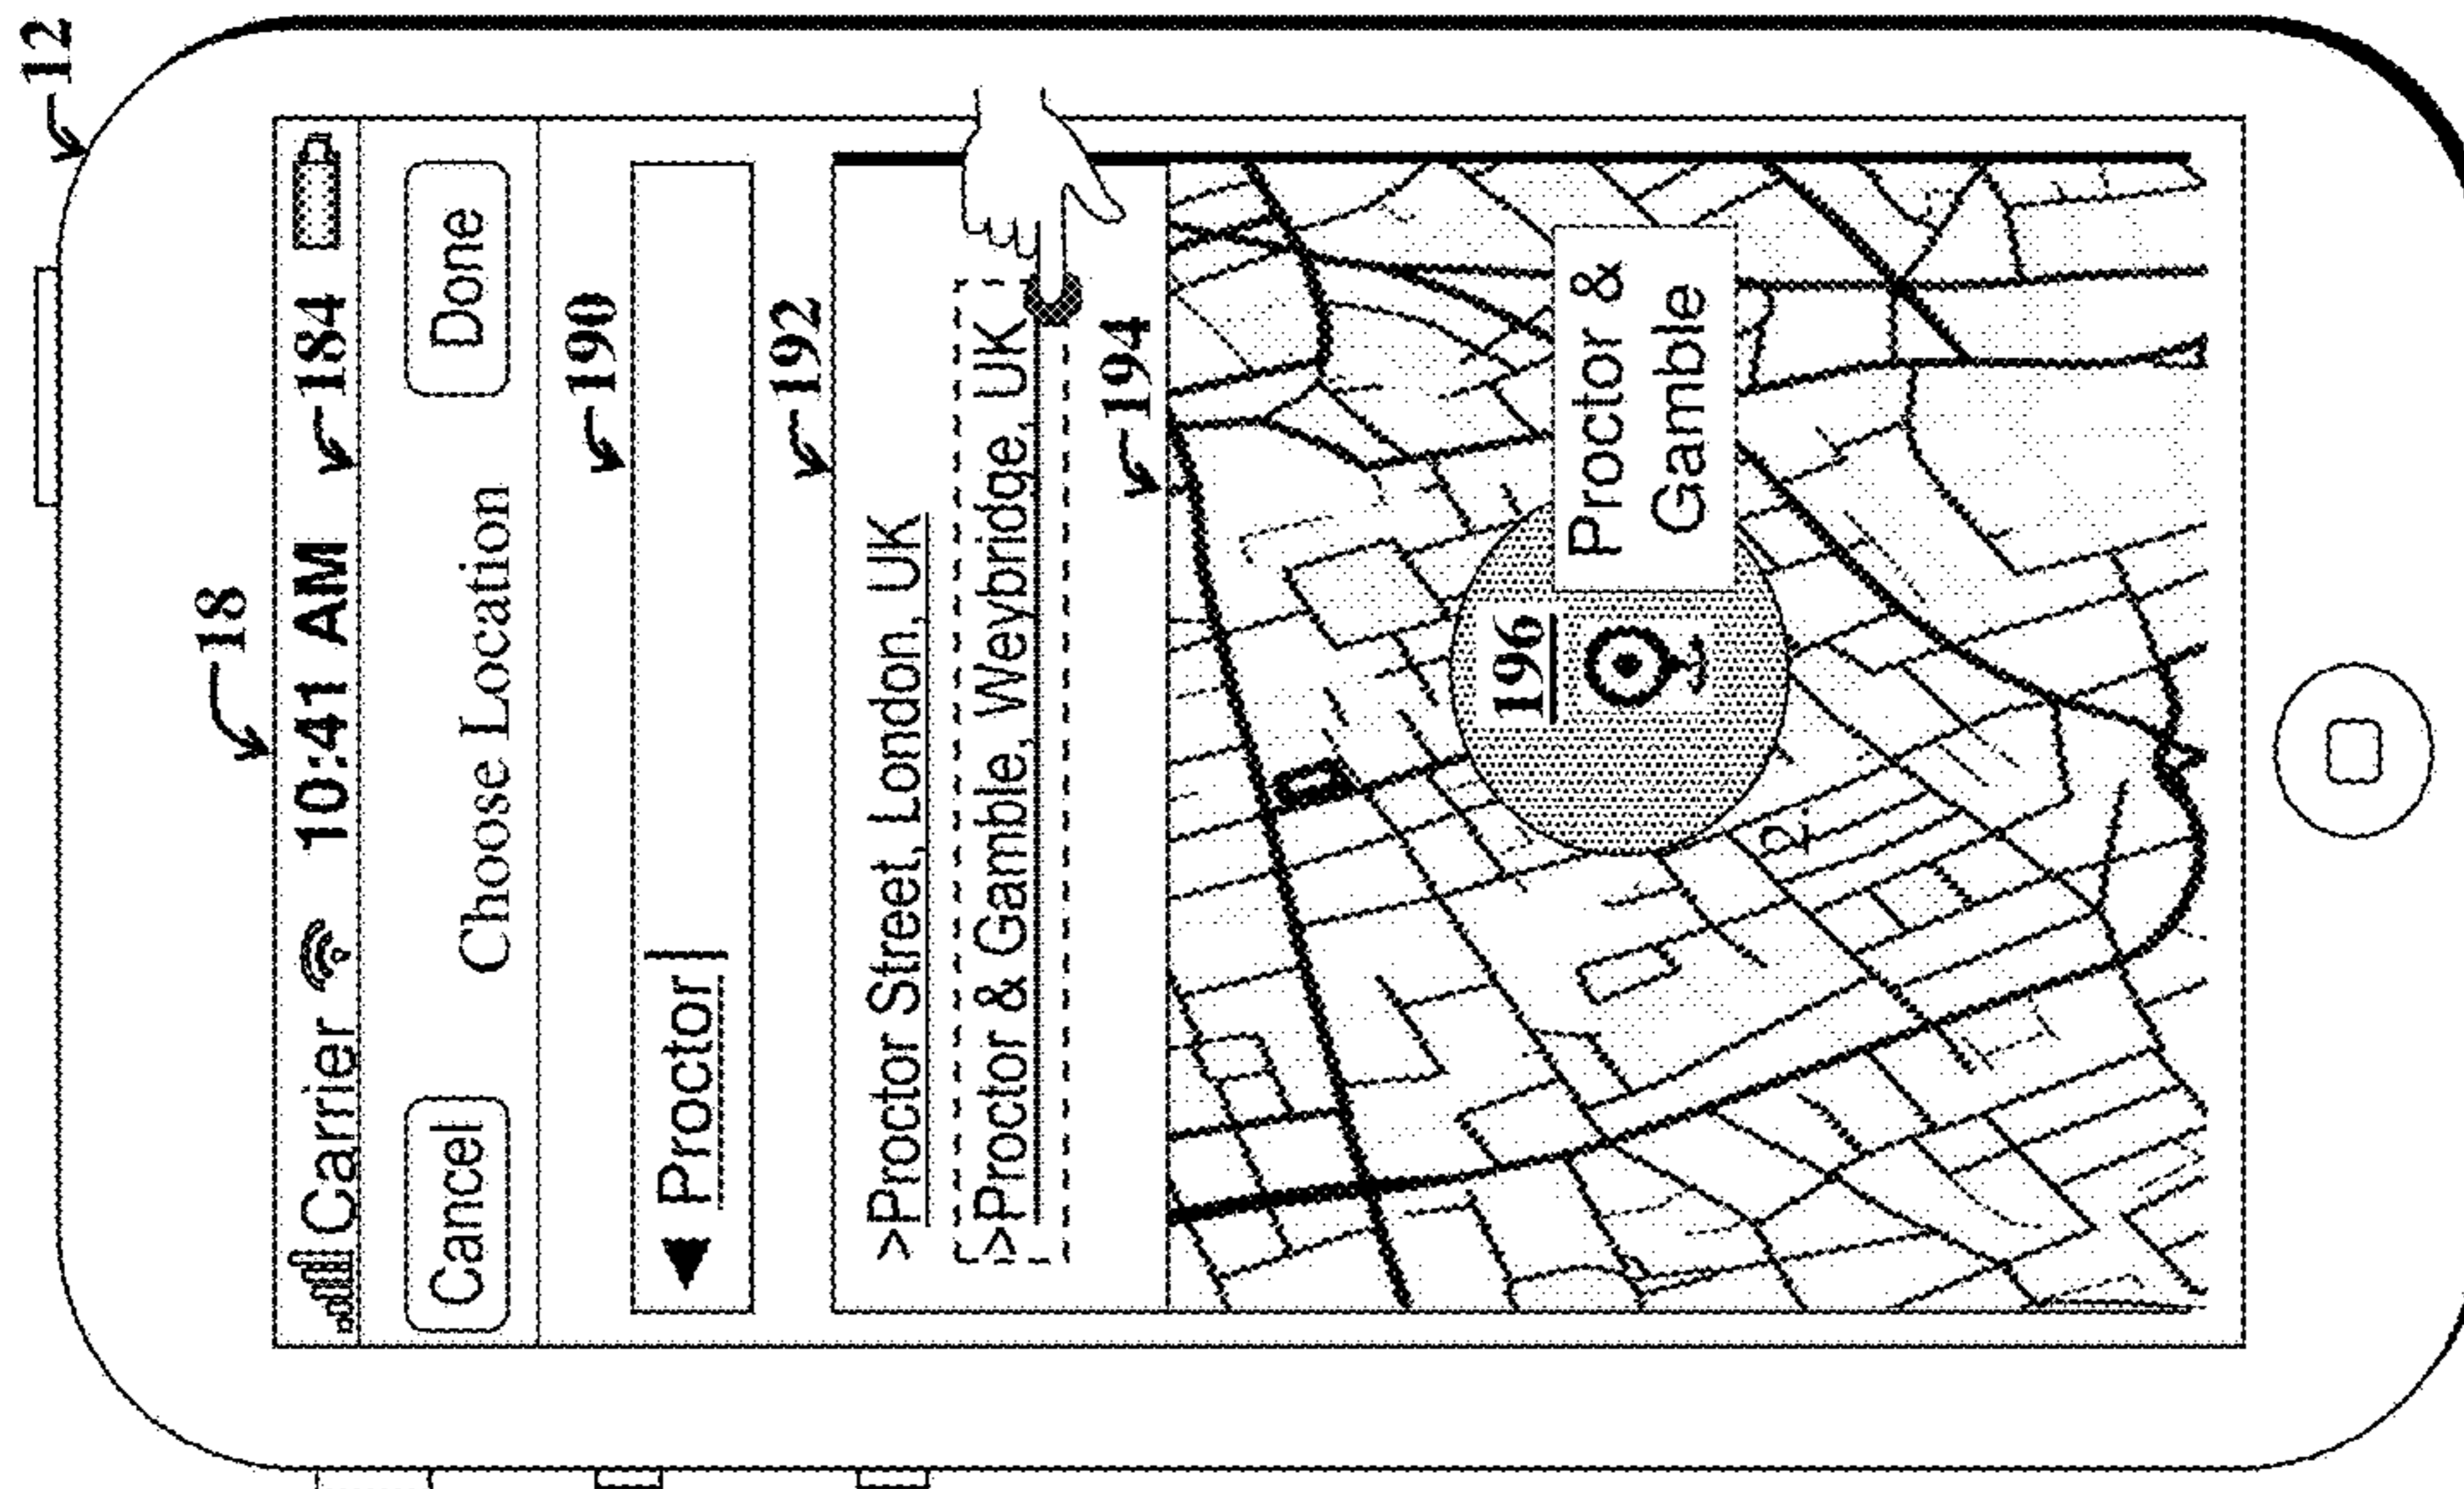 12
18
Carrier 10:41 AM
184
Cancel
Choose Location
Done
190
Proctor
192
>Proctor Street, London, UK
>Proctor & Gamble, Weybridge, UK
194
196
Proctor &
Gamble
2